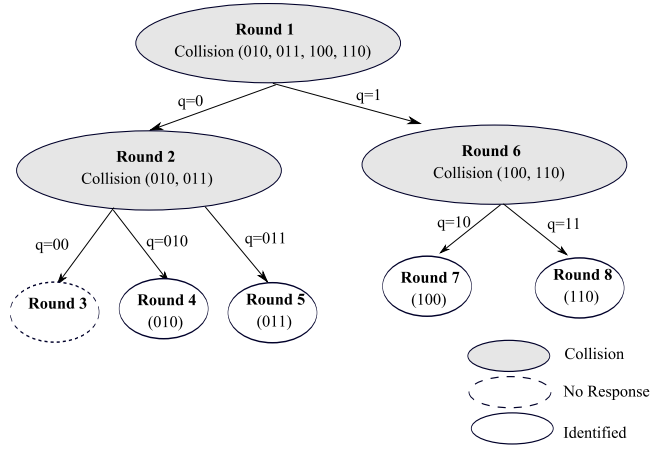 Round 1
Collision (010, 011, 100, 110)
q=0
q=1
Round 2
Collision (010, 011)
Round 6
Collision (100, 110)
q=00
q=010
q=011
q=10
q=11
Round 3
Round 4
(010)
Round 5
(011)
Round 7
(100)
Round 8
(110)
Collision
No Response
Identified